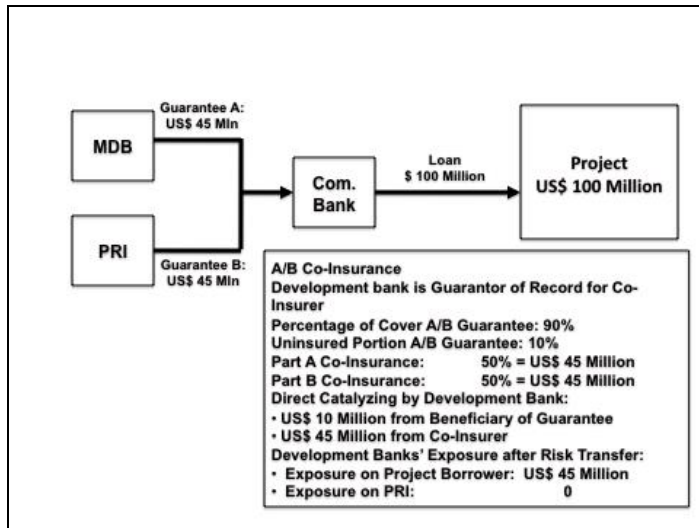 Guarantee A:
US$ 45 Mln
MDB
Com.
Bank
Loan
$ 100 Million
Project
US$ 100 Million
PRI
Guarantee B:
US$ 45 Mln
A/B Co-Insurance
Development bank is Guarantor of Record for Co-
Insurer
Percentage of Cover A/B Guarantee: 90%
Uninsured Portion A/B Guarantee: 10%
Part A Co-Insurance: 50% = US$ 45 Million
Part B Co-Insurance: 50% = US$ 45 Million
Direct Catalyzing by Development Bank:
• US$ 10 Million from Beneficiary of Guarantee
• US$ 45 Million from Co-Insurer
Development Banks' Exposure after Risk Transfer:
• Exposure on Project Borrower: US$ 45 Million
• Exposure on PRI: 0